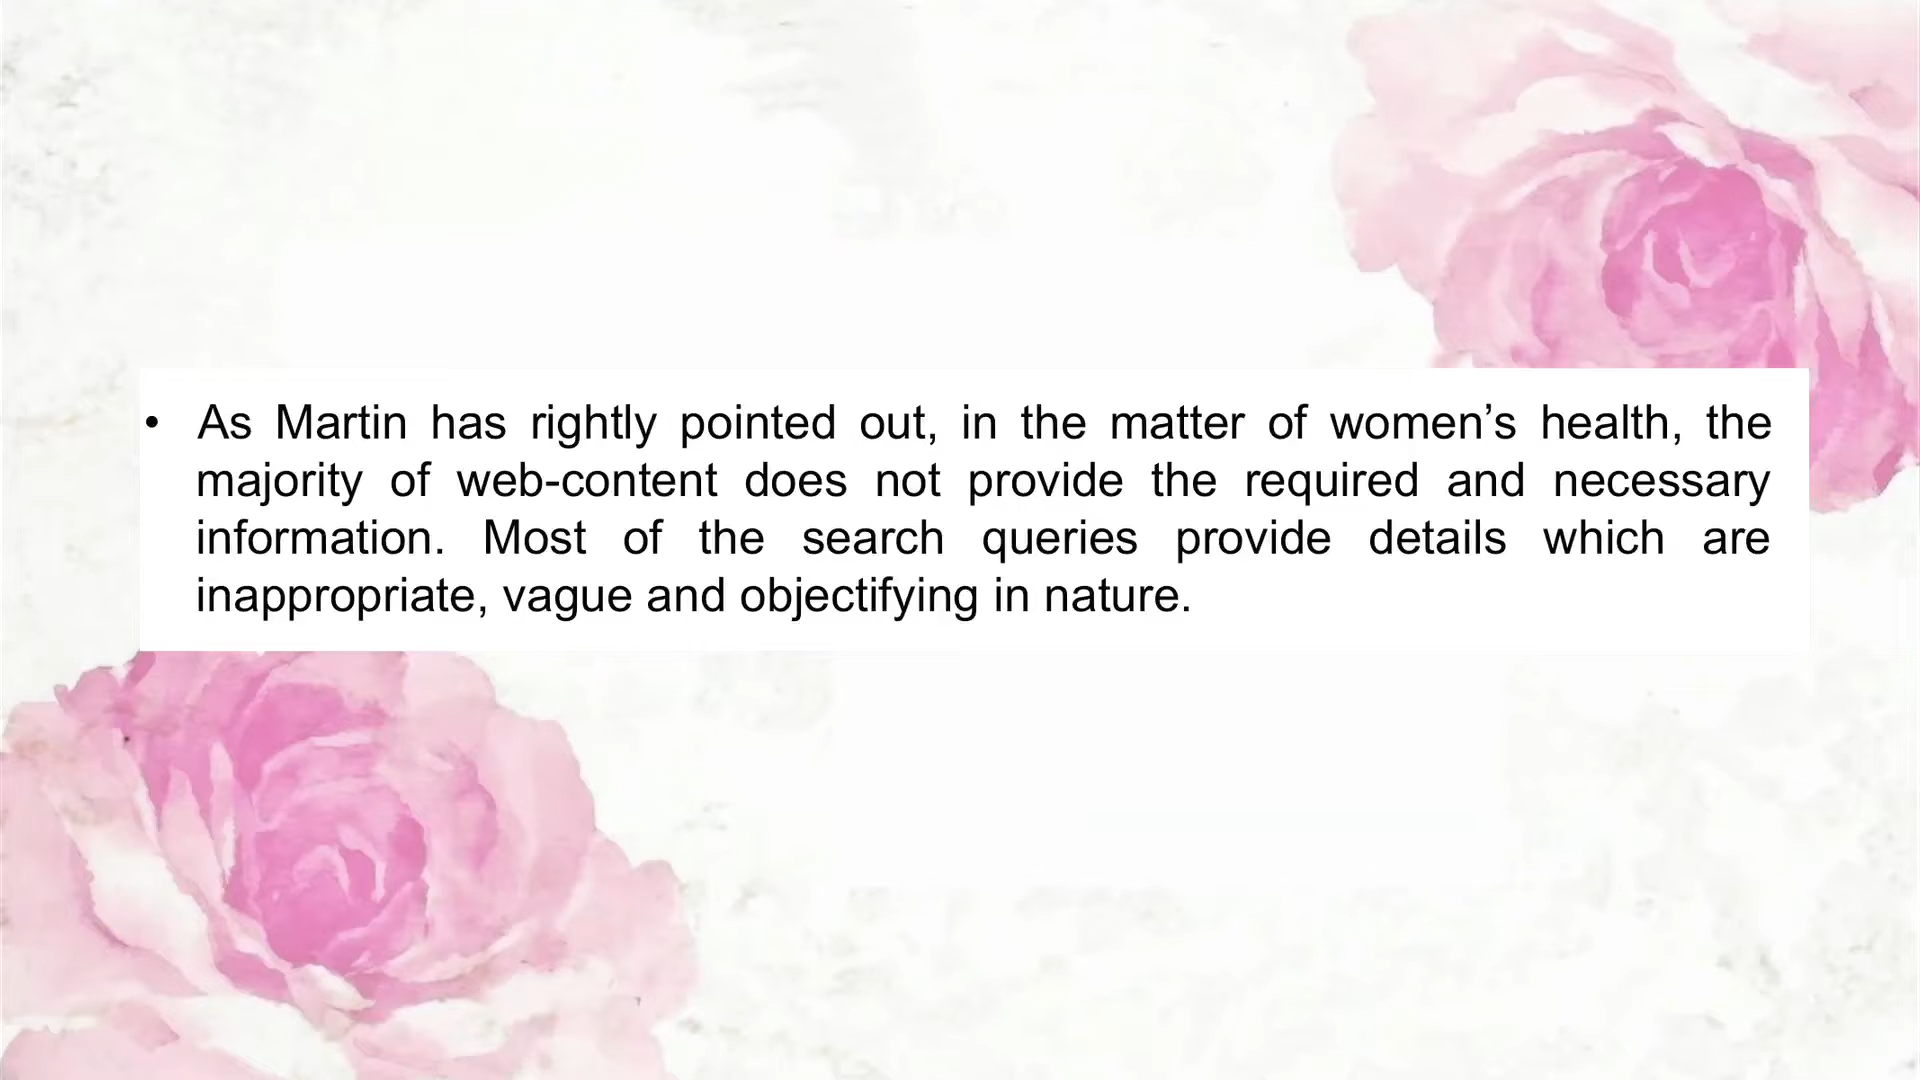 • As Martin has rightly pointed out, in the matter of women’s health, the
majority of web-content does not provide the required and necessary
information. Most of the search queries provide details which are
inappropriate, vague and objectifying in nature.